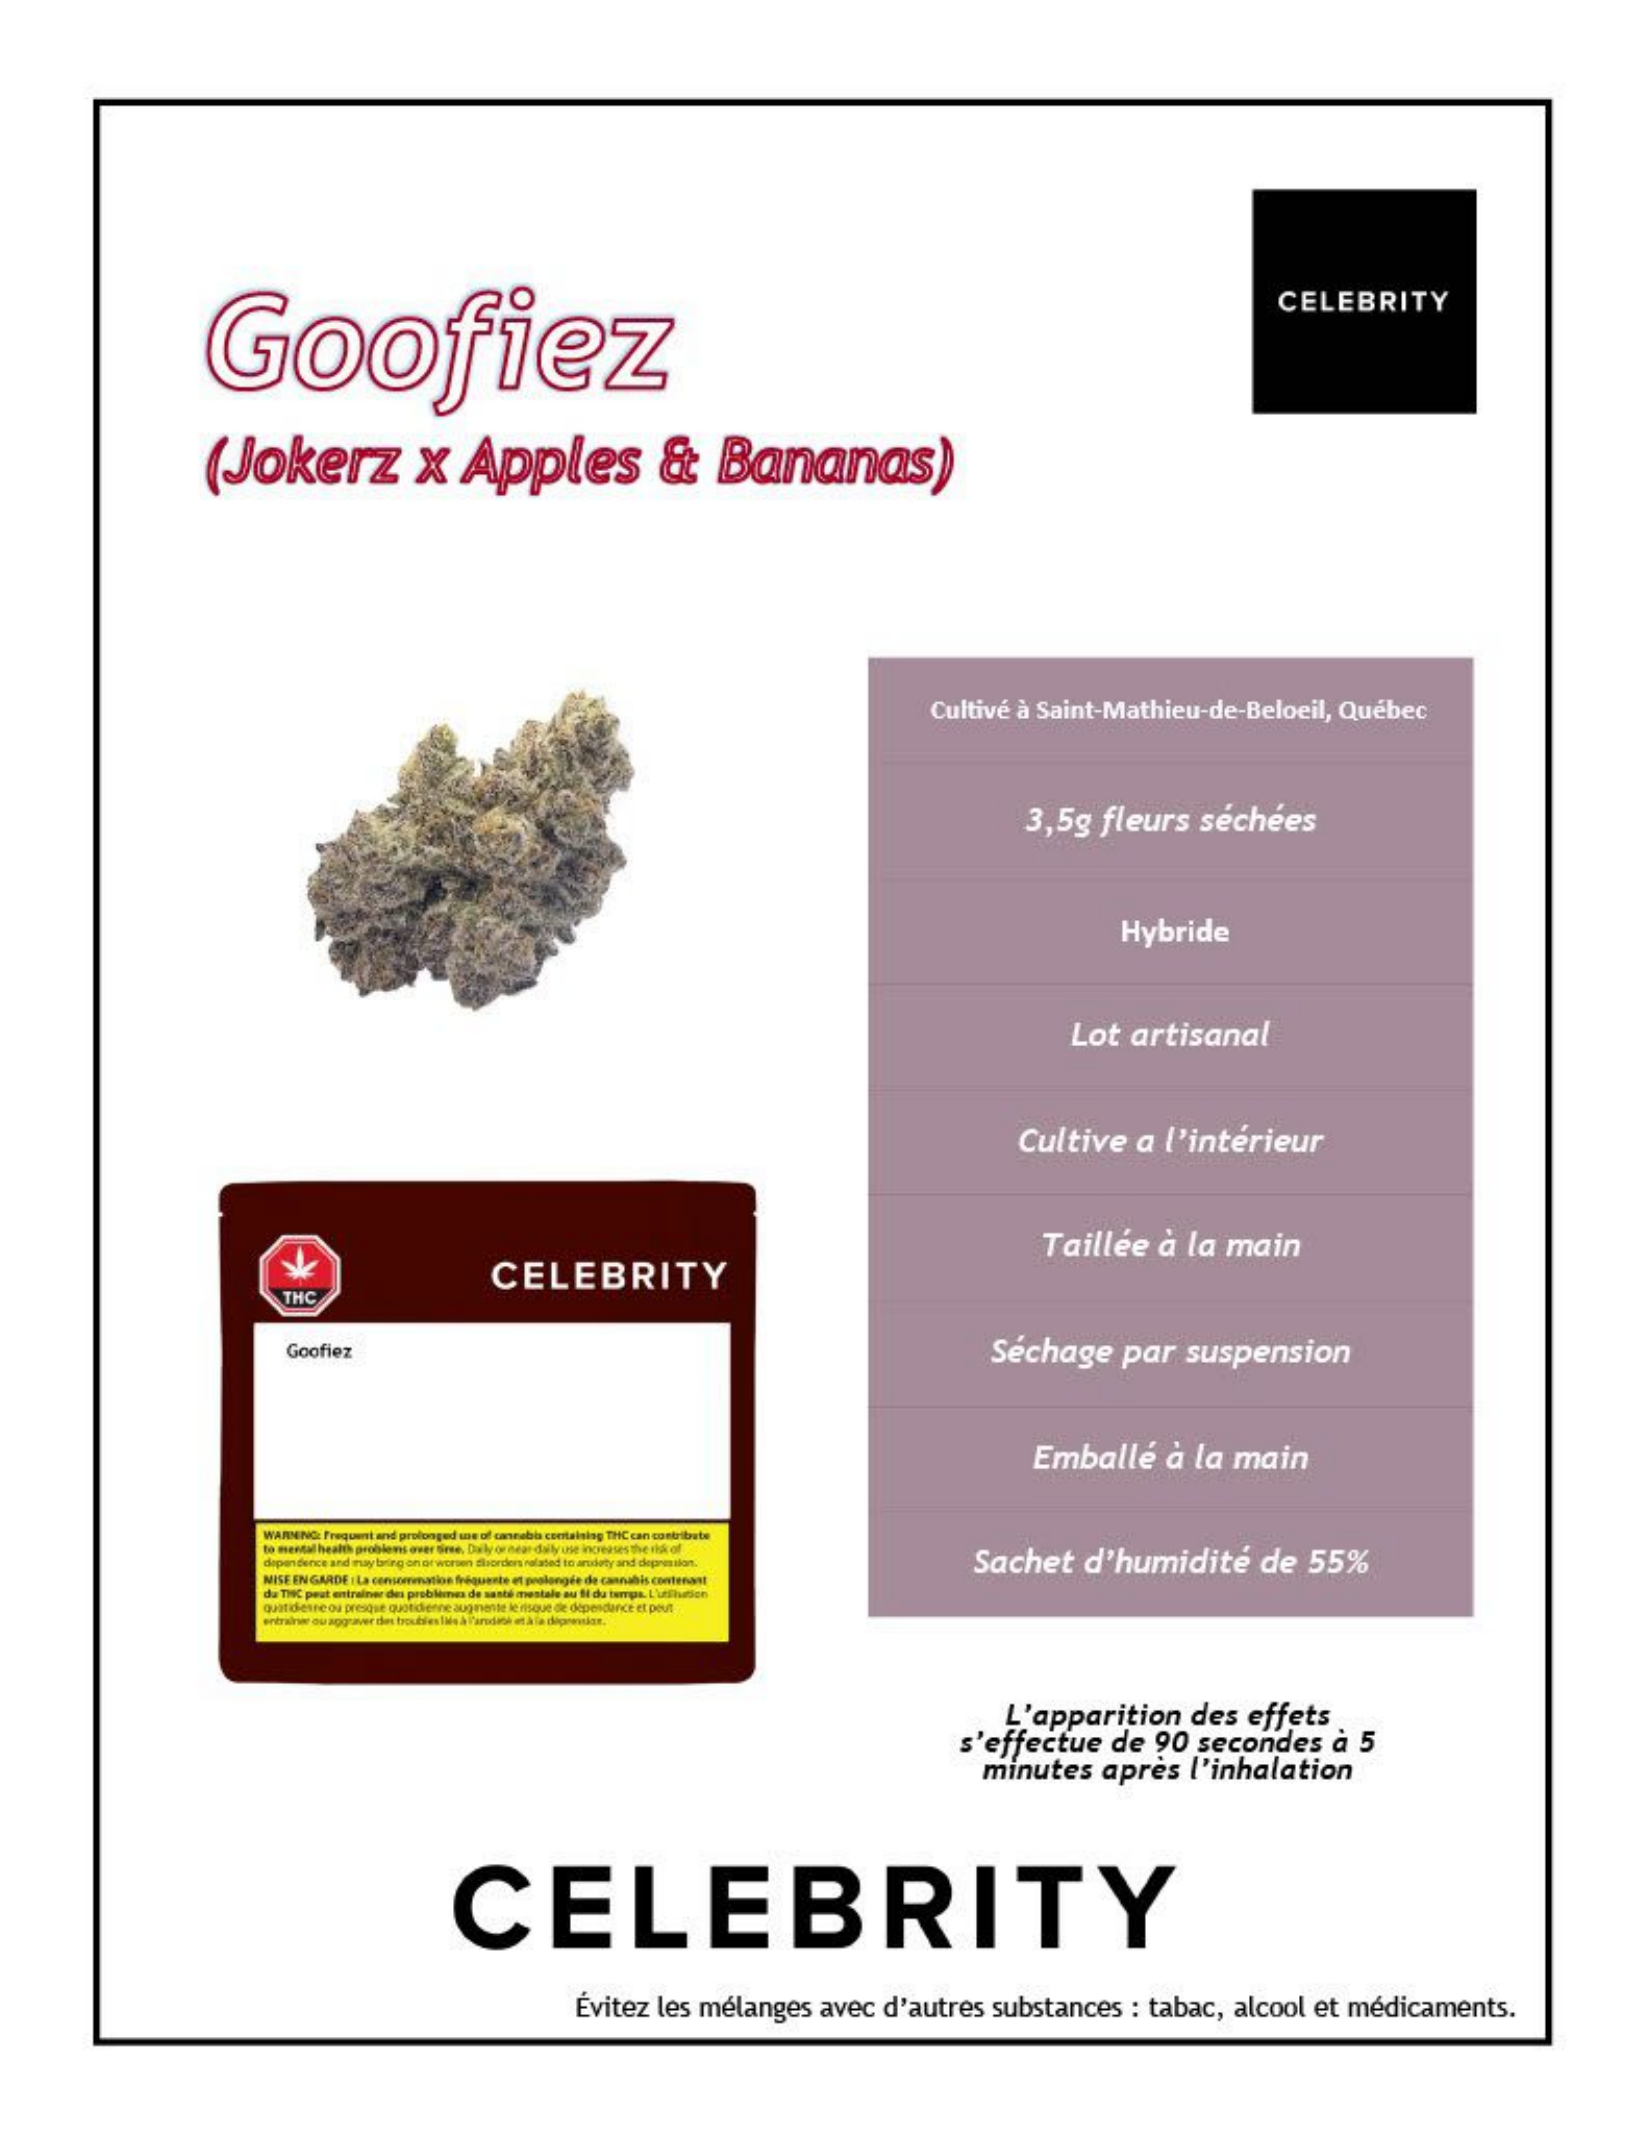 CELEBRITY
Goofiez
(Jokerz x Apples & Bananas)
Cultivé à Saint-Mathieu-de-Beloeil, Québec
3,5g fleurs séchées
Hybride
Lot artisanal
Cultive a l'intérieur
Taillée à la main
Séchage par suspension
Emballé à la main
Sachet d'humidité de 55%
THC
CELEBRITY
Goofiez
WARNING: Frequent and prolonged use of cannabis containing THC can contribute
to mental health problems over time. Daily or near-daily use increases the risk of
dependence and may bring on or worsen disorders related to anxiety and depression.
MISE EN GARDE : La consommation fréquente et prolongée de cannabis contenant
du THC peut entraîner des problèmes de santé mentale au fil du temps. L'utilisation
quotidienne ou presque quotidienne augmente le risque de dépendance et peut
entraîner ou aggraver des troubles liés à l'anxiété et à la dépression.
L'apparition des effets
s'effectue de 90 secondes à 5
minutes après l'inhalation
CELEBRITY
Évitez les mélanges avec d'autres substances : tabac, alcool et médicaments.